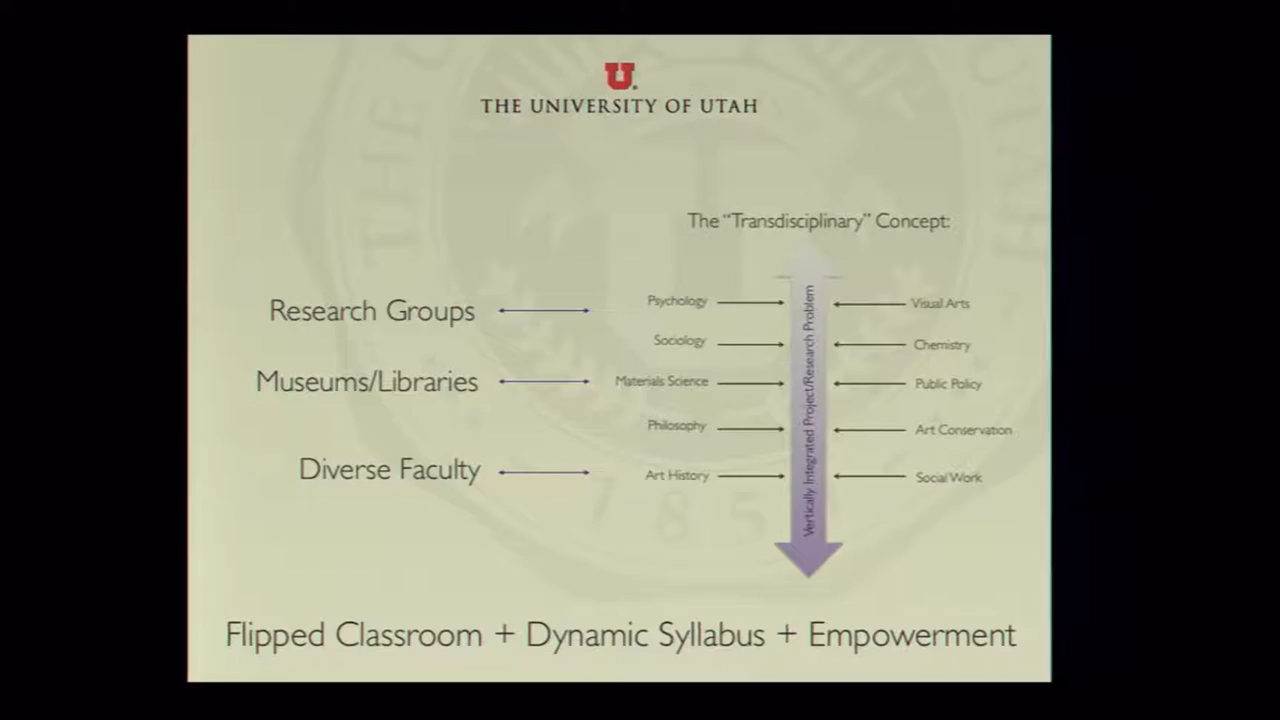 U
THE UNIVERSITY OF UTAH
The "Transdisciplinary" Concept:
Research Groups
Museums/Libraries
Diverse Faculty
Psychology
Sociology
Materials Science
Philosophy
Art History
Vertically Integrated Project/Research Problem
Visual Arts
Chemistry
Public Policy
Art Conservation
Social Work
785
Flipped Classroom + Dynamic Syllabus + Empowerment